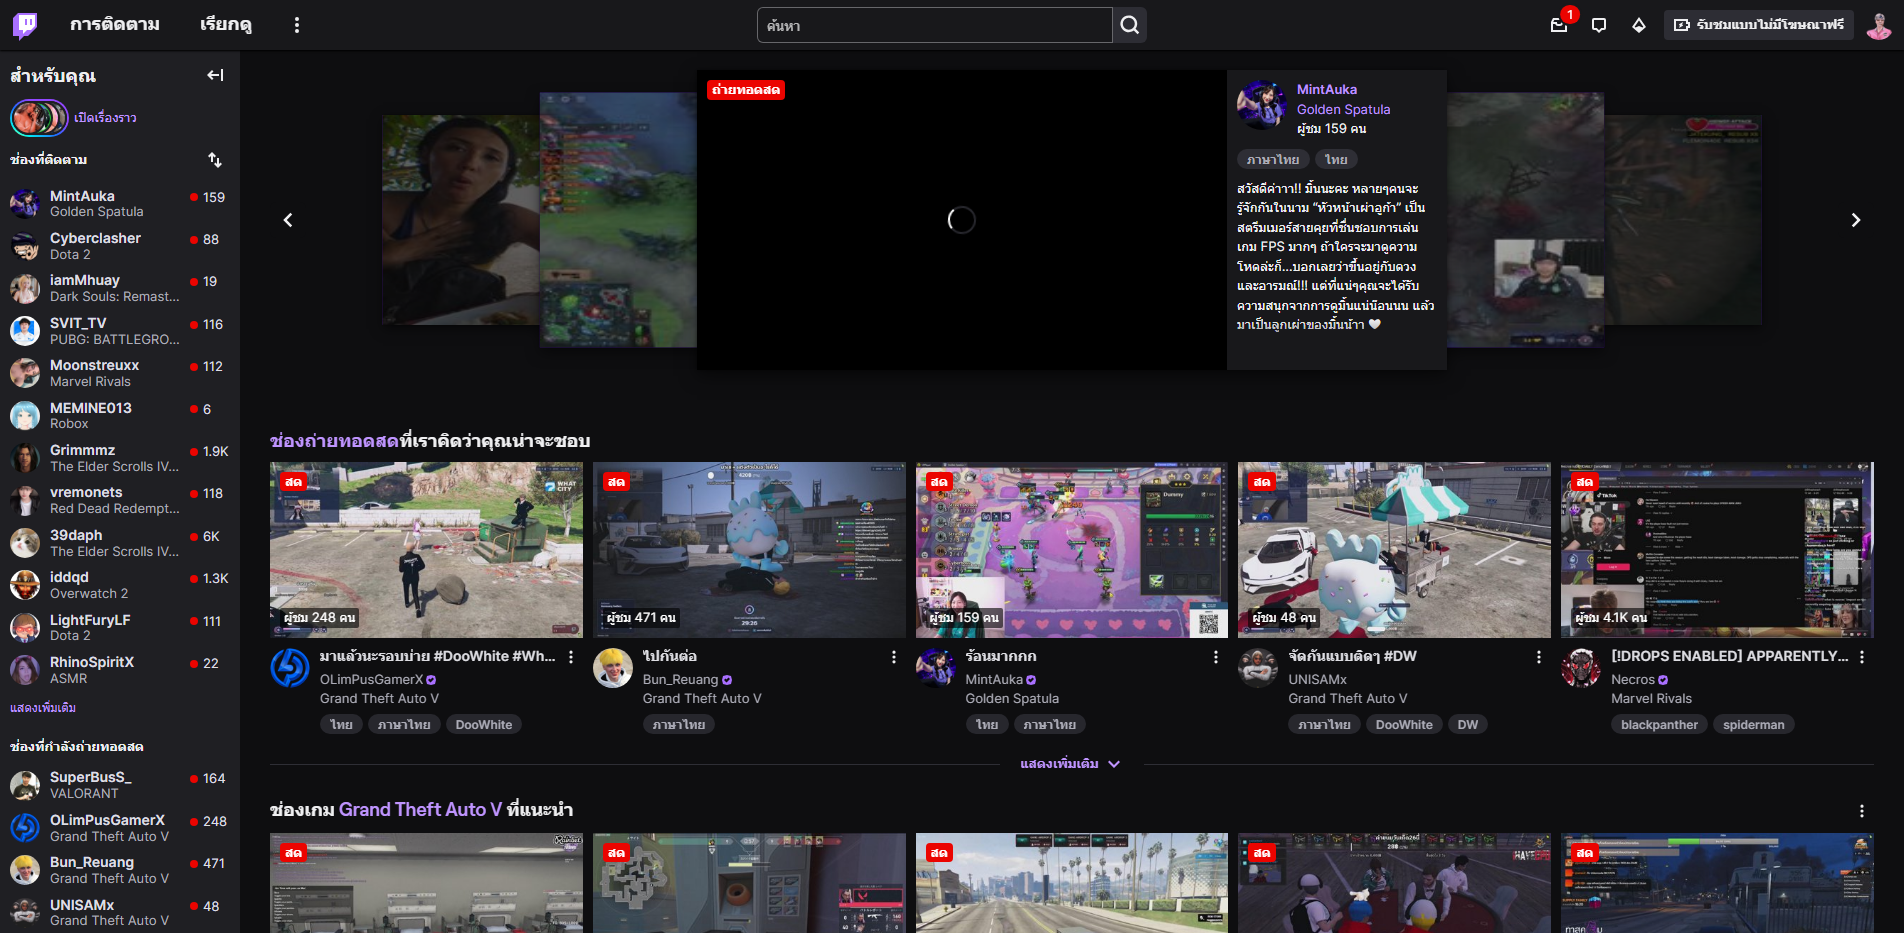 การติดตาม
เรียกดู
ค้นหา
1
รับชมแบบไม่มีโฆษณาฟรี
สำหรับคุณ
เปิดเรื่องราว
ช่องที่ติดตาม
MintAuka
159
Golden Spatula
Cyberclasher
88
Dota 2
iamMhuay
19
Dark Souls: Remast...
SVIT_TV
116
PUBG: BATTLEGRO...
Moonstreuxx
112
Marvel Rivals
MEMINE013
6
Robox
Grimmmz
1.9K
The Elder Scrolls IV...
vremonets
118
Red Dead Redempt...
39daph
6K
The Elder Scrolls IV...
iddqd
1.3K
Overwatch 2
LightFuryLF
111
Dota 2
RhinoSpiritX
22
ASMR
แสดงเพิ่มเติม
ช่องที่กำลังถ่ายทอดสด
SuperBusS_
164
VALORANT
OLimPusGamerX
248
Grand Theft Auto V
Bun_Reuang
471
Grand Theft Auto V
UNISAMx
48
Grand Theft Auto V
ถ่ายทอดสด
MintAuka
Golden Spatula
ผู้ชม 159 คน
ภาษาไทย
ไทย
สวัสดีค่าาา!! มิ้นนะคะ หลายๆคนจะ
รู้จักกันในนาม "หัวหน้าเผ่าอูก้า" เป็น
สตรีมเมอร์สายคุยที่ชื่นชอบการเล่น
เกม FPS มากๆ ถ้าใครจะมาดูความ
โหดล่ะก็...บอกเลยว่าขึ้นอยู่กับดวง
และอารมณ์!!! แต่ที่แน่ๆคุณจะได้รับ
ความสนุกจากการดูมิ้นแน่นือนนน แล้ว
มาเป็นลูกเผ่าของมิ้นน้าา 🤍
ช่องถ่ายทอดสดที่เราคิดว่าคุณน่าจะชอบ
สด
WHAT CITY
ผู้ชม 248 คน
มาแล้วนะรอบบ่าย #DooWhite #Wh...
OLimPusGamerX
Grand Theft Auto V
ไทย
ภาษาไทย
DooWhite
สด
ผู้ชม 471 คน
ไปกันต่อ
Bun_Reuang
Grand Theft Auto V
ภาษาไทย
สด
Dummy
ผู้ชม 159 คน
ร้อนมากกก
MintAuka
Golden Spatula
ไทย
ภาษาไทย
สด
ผู้ชม 48 คน
จัดกันแบบติดๆ #DW
UNISAMx
Grand Theft Auto V
ภาษาไทย
DooWhite
DW
สด
TikTok
ผู้ชม 4.1K คน
[!DROPS ENABLED] APPARENTLY...
Necros
Marvel Rivals
blackpanther
spiderman
แสดงเพิ่มเติม
ช่องเกม Grand Theft Auto V ที่แนะนำ
สด
สด
สด
สด
สด